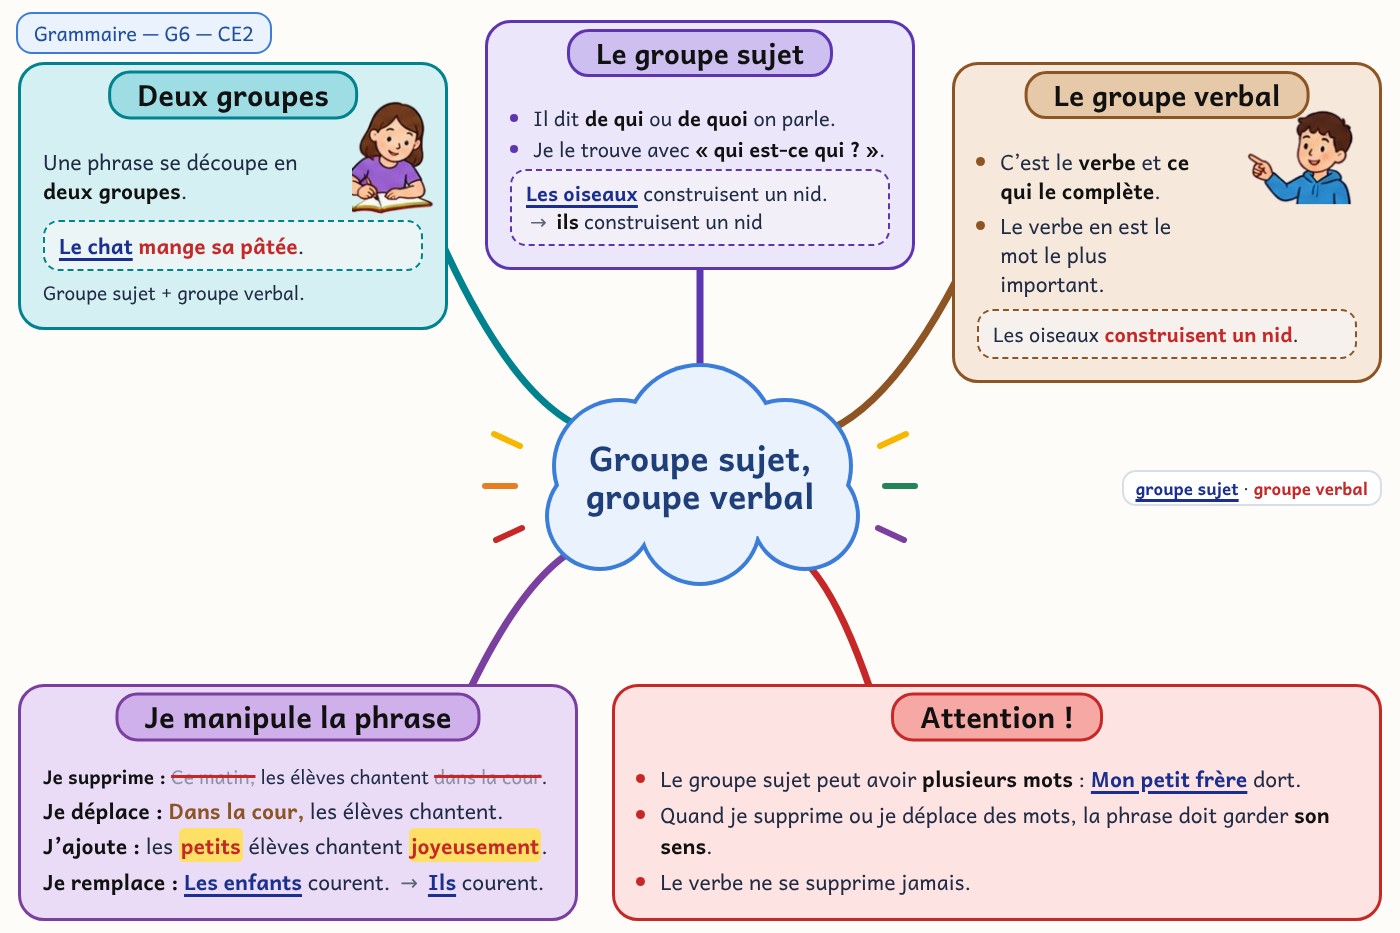 Grammaire — G6 — CE2
Deux groupes
Une phrase se découpe en
deux groupes.
Le chat mange sa pâtée.
Groupe sujet + groupe verbal.
Le groupe sujet
Il dit de qui ou de quoi on parle.
Je le trouve avec « qui est-ce qui ? ».
Les oiseaux construisent un nid.
→ ils construisent un nid
Le groupe verbal
C’est le verbe et ce
qui le complète.
Le verbe en est le
mot le plus
important.
Les oiseaux construisent un nid.
Groupe sujet,
groupe verbal
groupe sujet · groupe verbal
Je manipule la phrase
Je supprime : Ce matin, les élèves chantent dans la cour.
Je déplace : Dans la cour, les élèves chantent.
J’ajoute : les petits élèves chantent joyeusement.
Je remplace : Les enfants courent. → Ils courent.
Attention !
Le groupe sujet peut avoir plusieurs mots : Mon petit frère dort.
Quand je supprime ou je déplace des mots, la phrase doit garder son
sens.
Le verbe ne se supprime jamais.